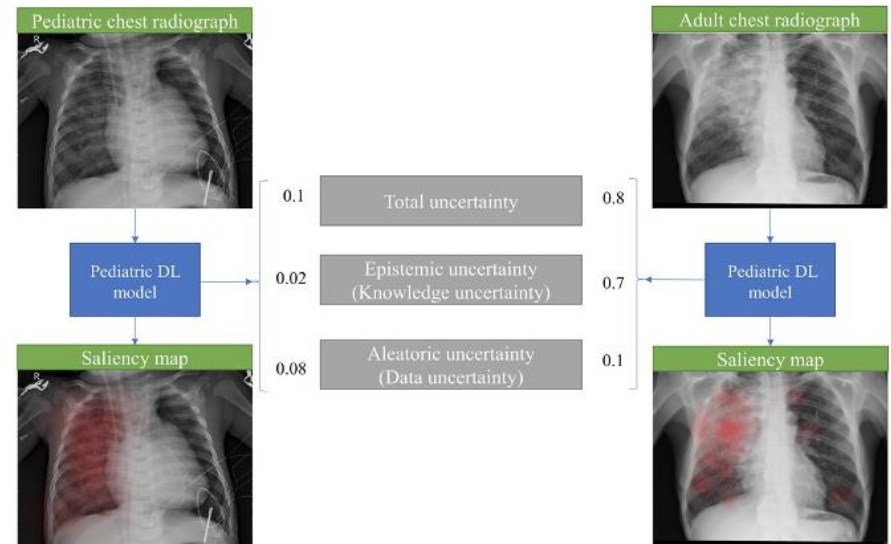 Pediatric chest radiograph
Adult chest radiograph
R
0.1
Total uncertainty
0.8
Pediatric DL
model
0.02
Epistemic uncertainty
(Knowledge uncertainty)
0.7
Pediatric DL
model
Saliency map
0.08
Aleatoric uncertainty
(Data uncertainty)
0.1
Saliency map
R